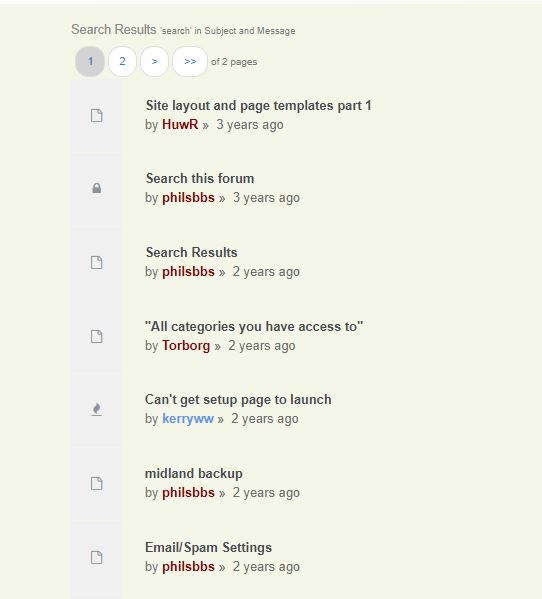 Search Results 'search' in Subject and Message
1 2 > >> of 2 pages
Site layout and page templates part 1
by HuwR » 3 years ago
Search this forum
by philsbbs » 3 years ago
Search Results
by philsbbs » 2 years ago
"All categories you have access to"
by Torborg » 2 years ago
Can't get setup page to launch
by kerryww » 2 years ago
midland backup
by philsbbs » 2 years ago
Email/Spam Settings
by philsbbs » 2 years ago